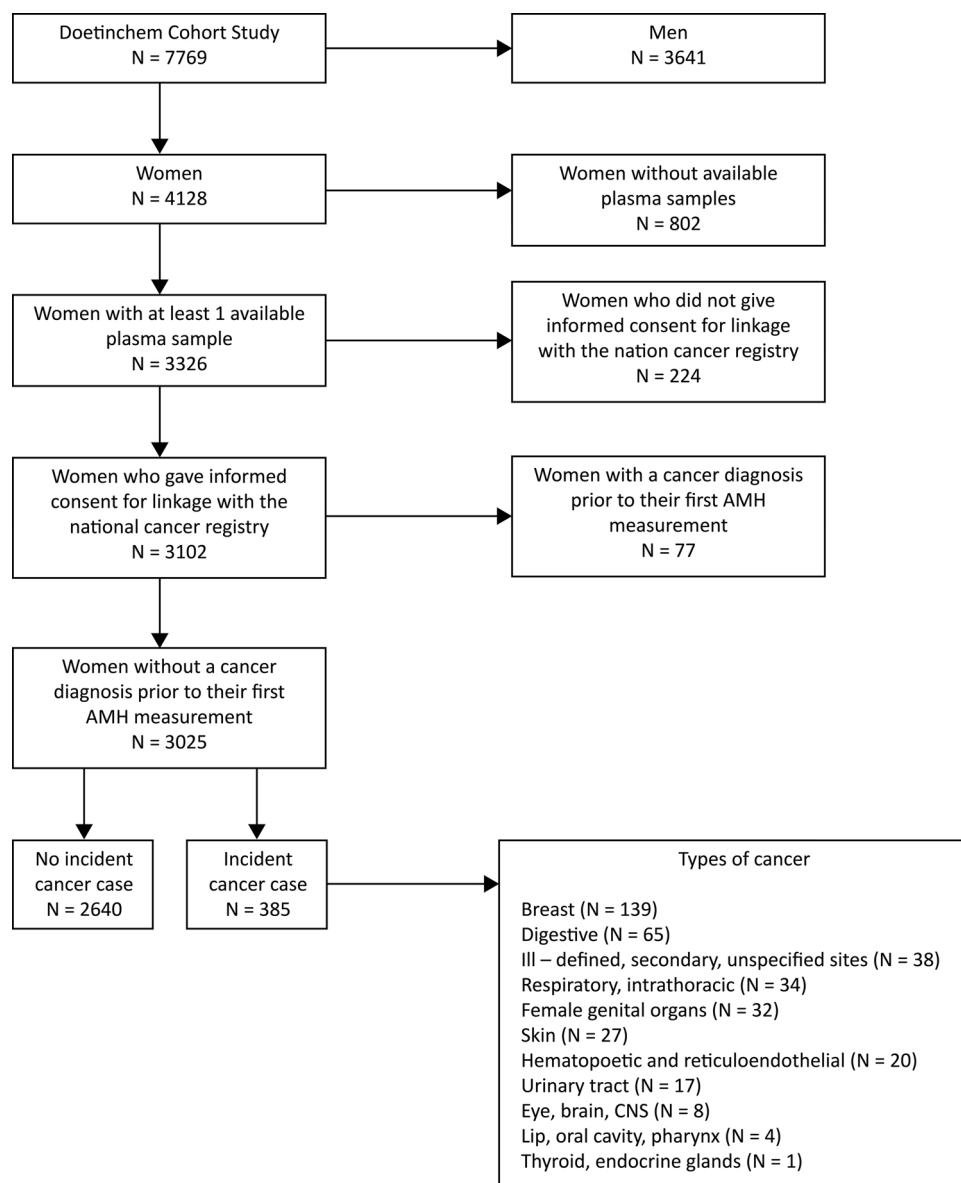 Doetinchem Cohort Study
N = 7769
Men
N = 3641
Women
N = 4128
Women without available
plasma samples
N = 802
Women with at least 1 available
plasma sample
N = 3326
Women who did not give
informed consent for linkage
with the nation cancer registry
N = 224
Women who gave informed
consent for linkage with the
national cancer registry
N = 3102
Women with a cancer diagnosis
prior to their first AMH
measurement
N = 77
Women without a cancer
diagnosis prior to their first
AMH measurement
N = 3025
No incident
cancer case
N = 2640
Incident
cancer case
N = 385
Types of cancer
Breast (N = 139)
Digestive (N = 65)
Ill – defined, secondary, unspecified sites (N = 38)
Respiratory, intrathoracic (N = 34)
Female genital organs (N = 32)
Skin (N = 27)
Hematopoetic and reticuloendothelial (N = 20)
Urinary tract (N = 17)
Eye, brain, CNS (N = 8)
Lip, oral cavity, pharynx (N = 4)
Thyroid, endocrine glands (N = 1)